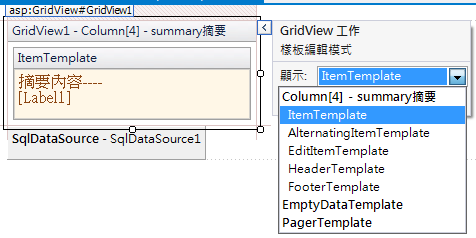 asp:GridView#GridView1
GridView1 - Column[4] - summary摘要
ItemTemplate
摘要內容----
[Label1]
SqlDataSource - SqlDataSource1
GridView 工作
樣板編輯模式
顯示: ItemTemplate
Column[4] - summary摘要
ItemTemplate
AlternatingItemTemplate
EditItemTemplate
HeaderTemplate
FooterTemplate
EmptyDataTemplate
PagerTemplate